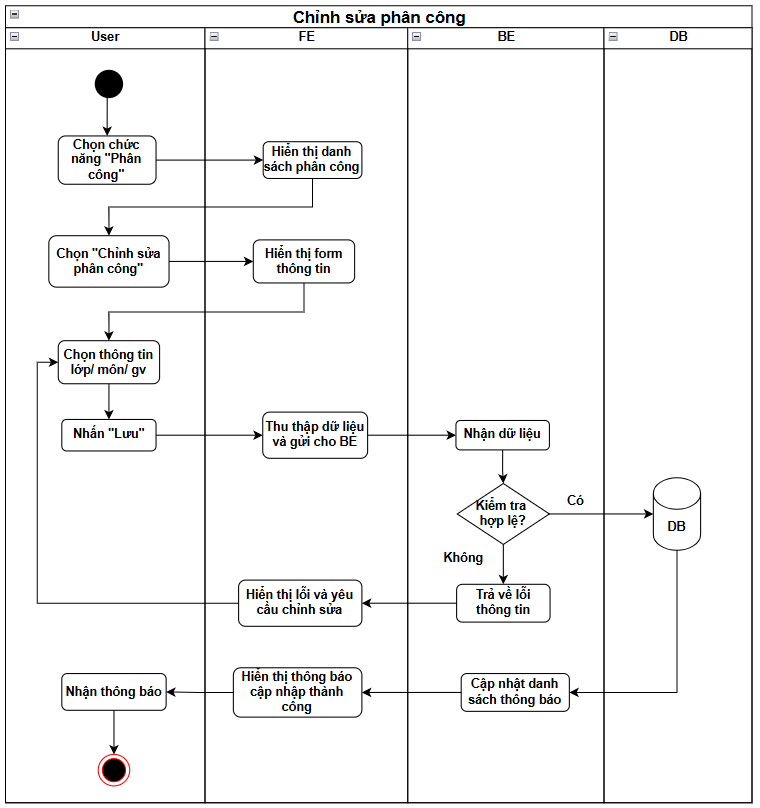 Chỉnh sửa phân công
User
FE
BE
DB
Chọn chức
năng "Phân
công"
Hiển thị danh
sách phân công
Chọn "Chỉnh sửa
phân công"
Hiển thị form
thông tin
Chọn thông tin
lớp/ môn/ gv
Nhấn "Lưu"
Thu thập dữ liệu
và gửi cho BE
Nhận dữ liệu
Kiểm tra
hợp lệ?
Có
DB
Không
Hiển thị lỗi và yêu
cầu chỉnh sửa
Trả về lỗi
thông tin
Nhận thông báo
Hiển thị thông báo
cập nhập thành
công
Cập nhật danh
sách thông báo